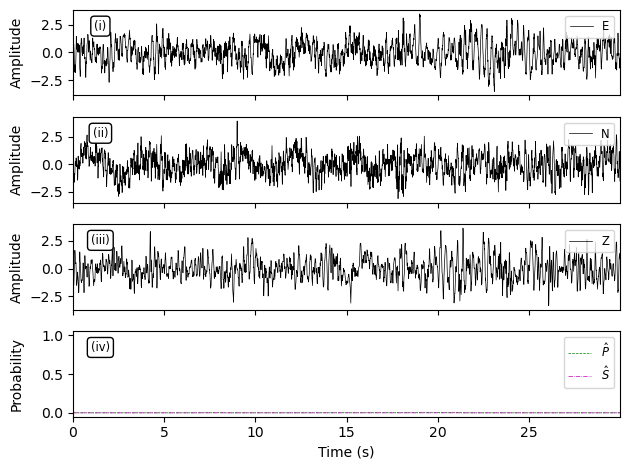 (i)
E
Amplitude
2.5
0.0
−2.5
(ii)
N
Amplitude
2.5
0.0
−2.5
(iii)
Z
Amplitude
2.5
0.0
−2.5
(iv)
P̂
Ŝ
Probability
1.0
0.5
0.0
0 5 10 15 20 25
Time (s)